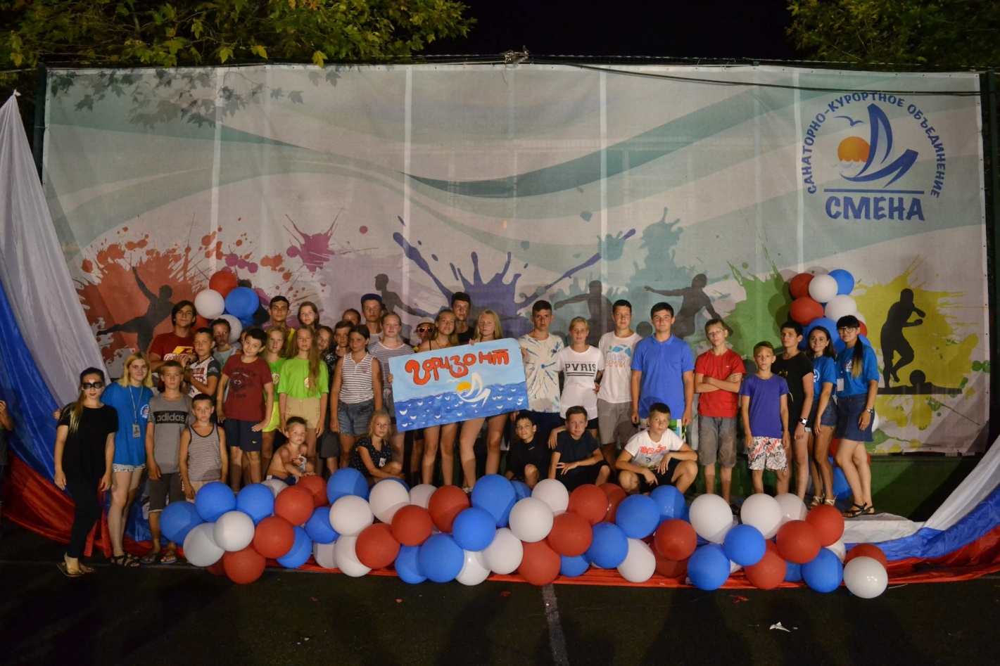 САНАТОРНО-КУРОРТНОЕ ОБЪЕДИНЕНИЕ
СМЕНА
Горизонт
PVRIS
adidas